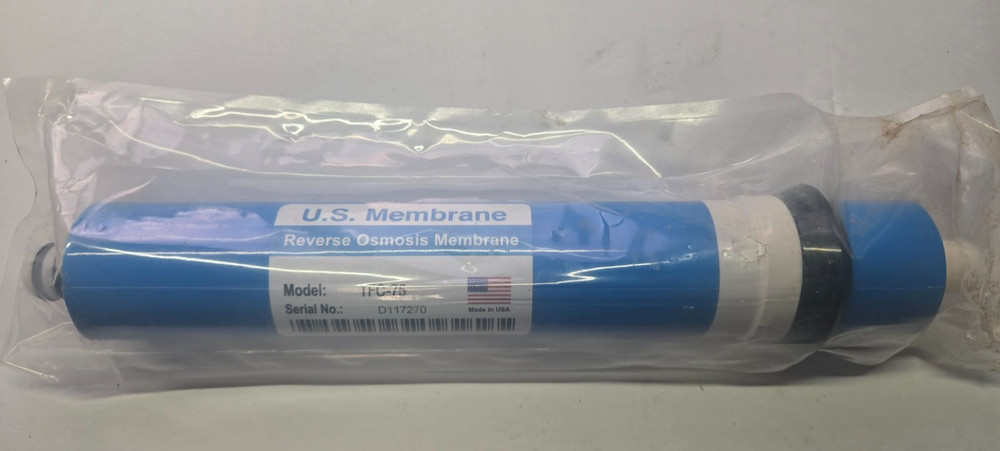 U.S. Membrane
Reverse Osmosis Membrane
Model: TFC-75
Serial No.: D117270
Made In USA